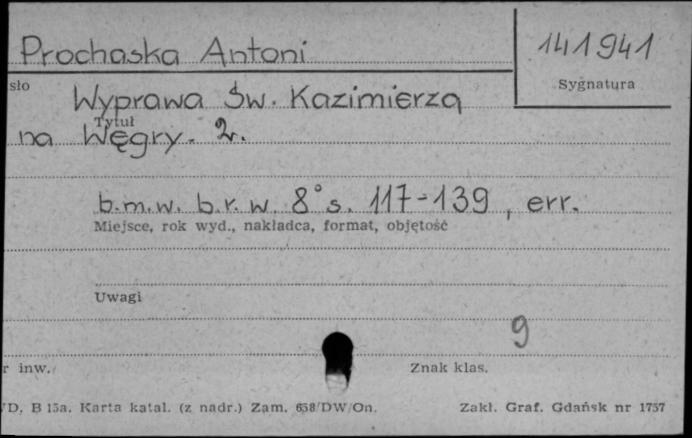 Prochaska Antoni
141941
sło
Sygnatura
Wyprawa Św. Kazimierza
Tytuł
na Węgry. 2.
b.m.w. b.r.w. 8° s. 117-139, err.
Miejsce, rok wyd., nakładca, format, objętość
Uwagi
9
r inw.
Znak klas.
/D, B 15a. Karta katal. (z nadr.) Zam. 658/DW/On.
Zakł. Graf. Gdańsk nr 1757